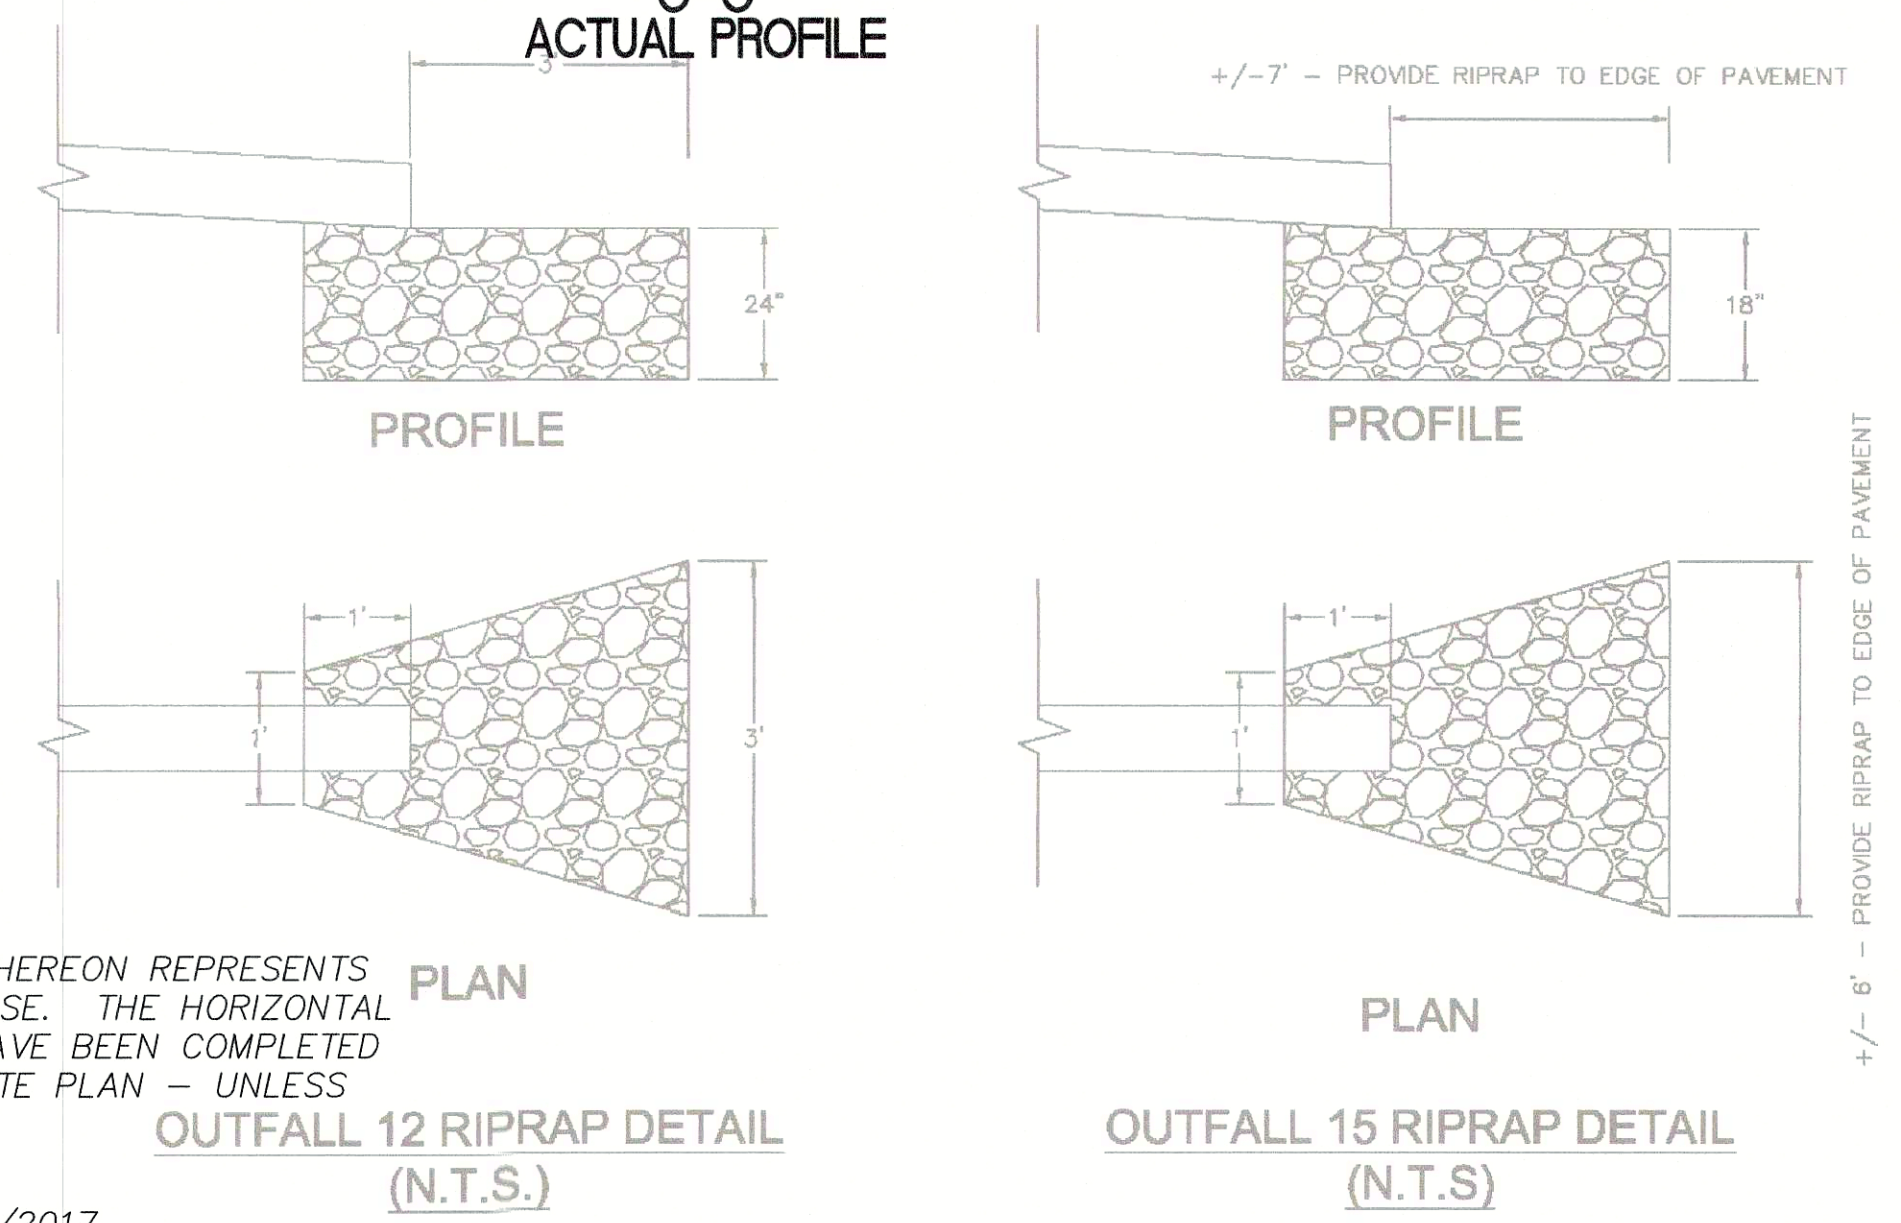 ACTUAL PROFILE
3'
+/-7' - PROVIDE RIPRAP TO EDGE OF PAVEMENT
24"
18"
PROFILE
PROFILE
1'
1'
3'
1'
1'
+/- 6' - PROVIDE RIPRAP TO EDGE OF PAVEMENT
HEREON REPRESENTS
SE. THE HORIZONTAL
AVE BEEN COMPLETED
TE PLAN - UNLESS
PLAN
PLAN
OUTFALL 12 RIPRAP DETAIL
(N.T.S.)
OUTFALL 15 RIPRAP DETAIL
(N.T.S)
/2017